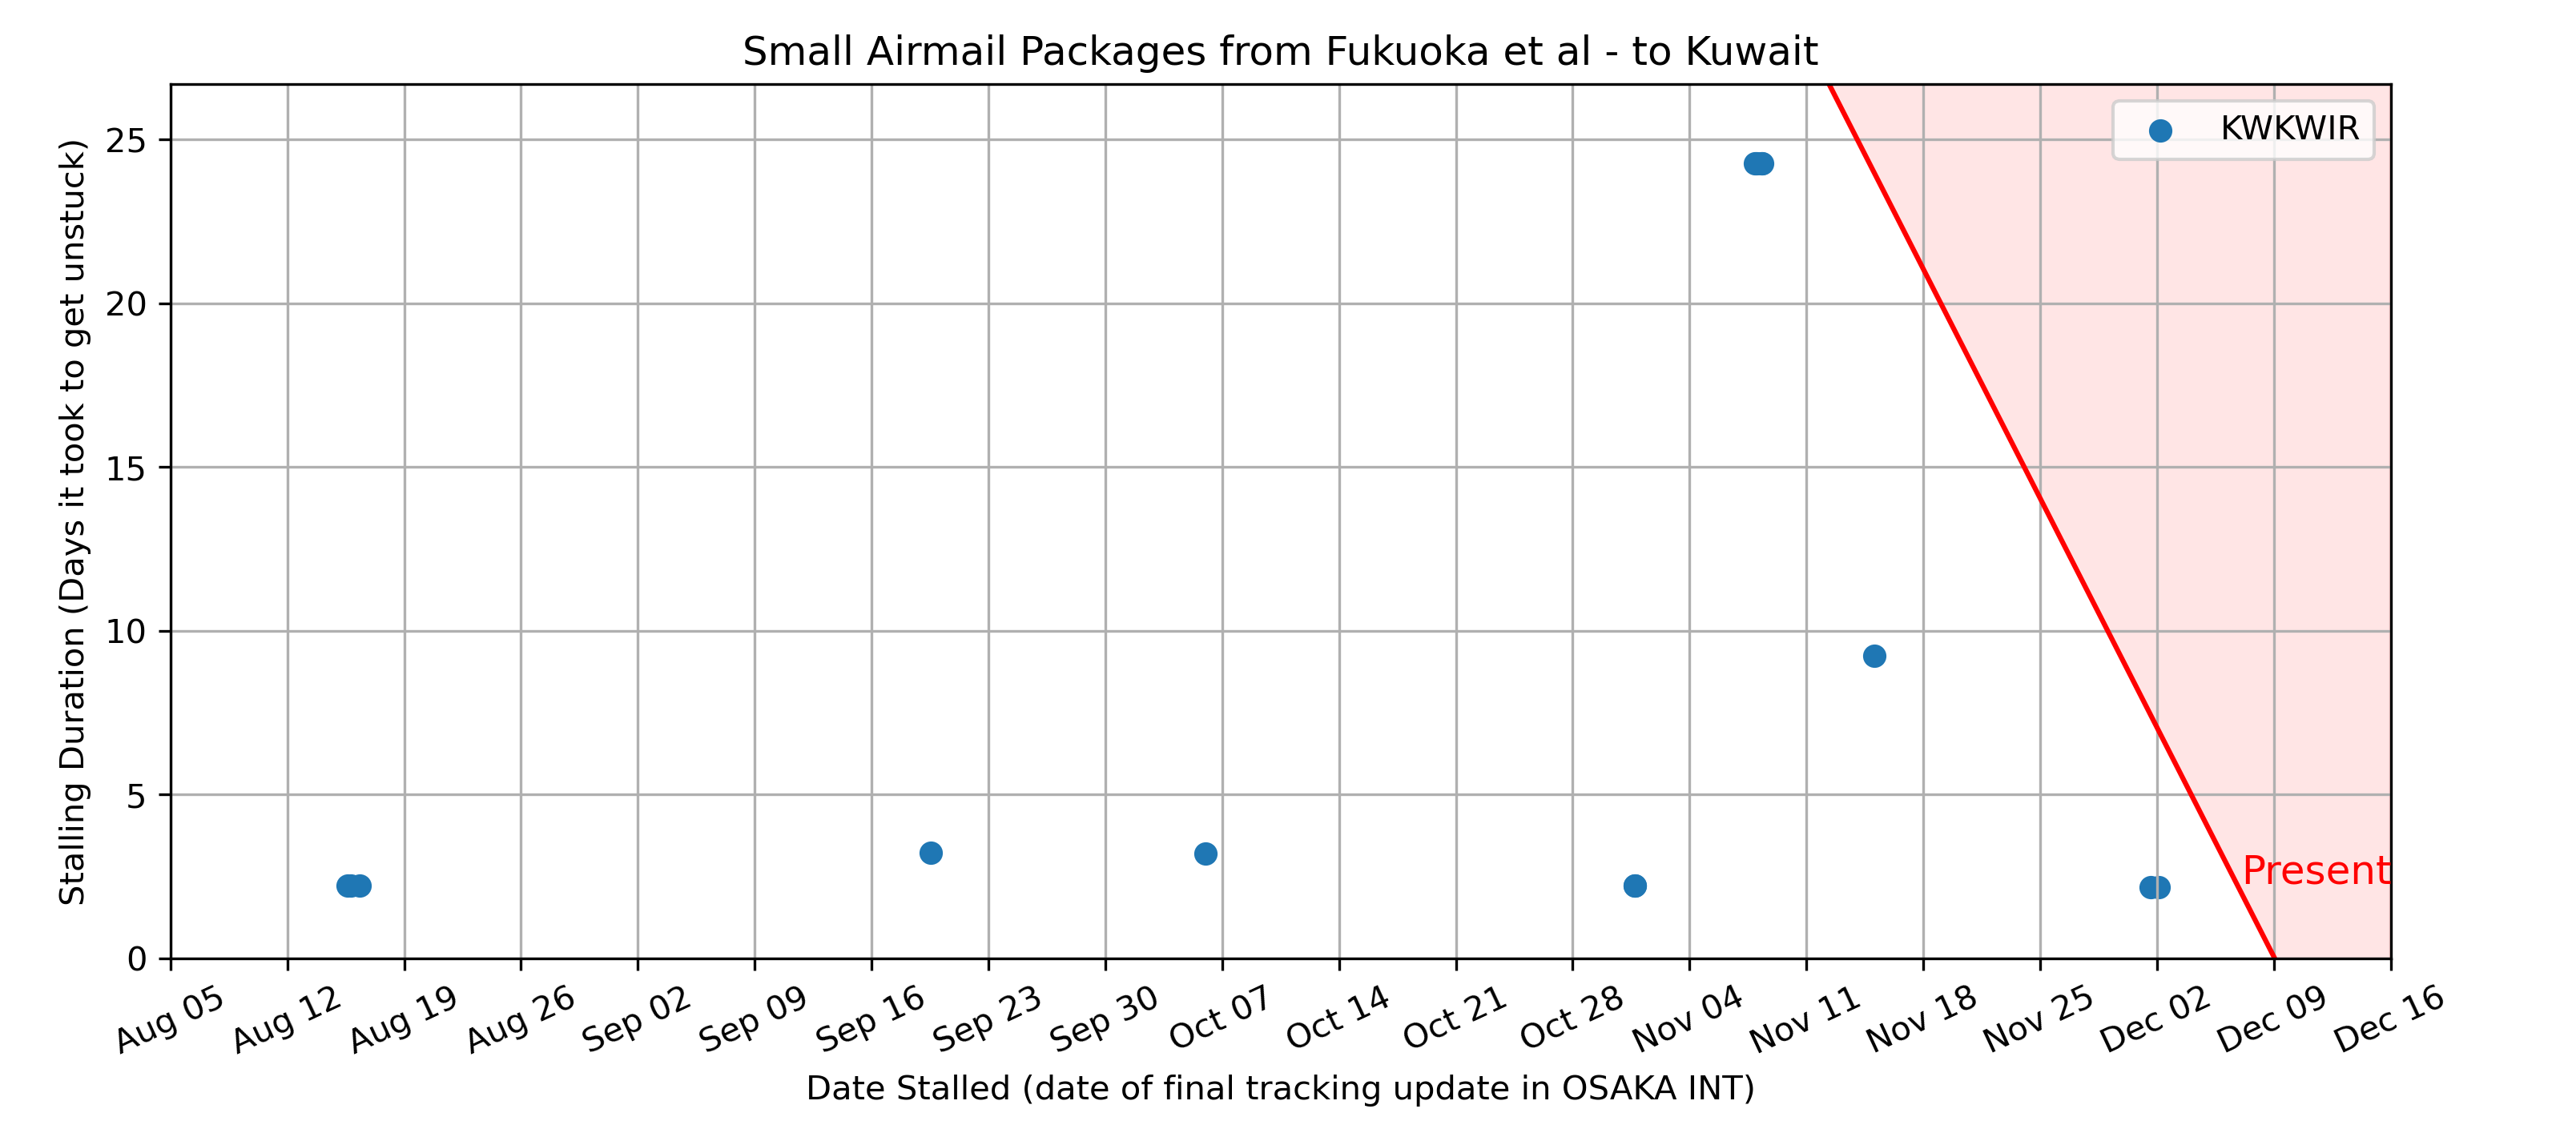 Small Airmail Packages from Fukuoka et al - to Kuwait
KWKWIR
Stalling Duration (Days it took to get unstuck)
25
20
15
10
5
0
Present
Aug 05
Aug 12
Aug 19
Aug 26
Sep 02
Sep 09
Sep 16
Sep 23
Sep 30
Oct 07
Oct 14
Oct 21
Oct 28
Nov 04
Nov 11
Nov 18
Nov 25
Dec 02
Dec 09
Dec 16
Date Stalled (date of final tracking update in OSAKA INT)